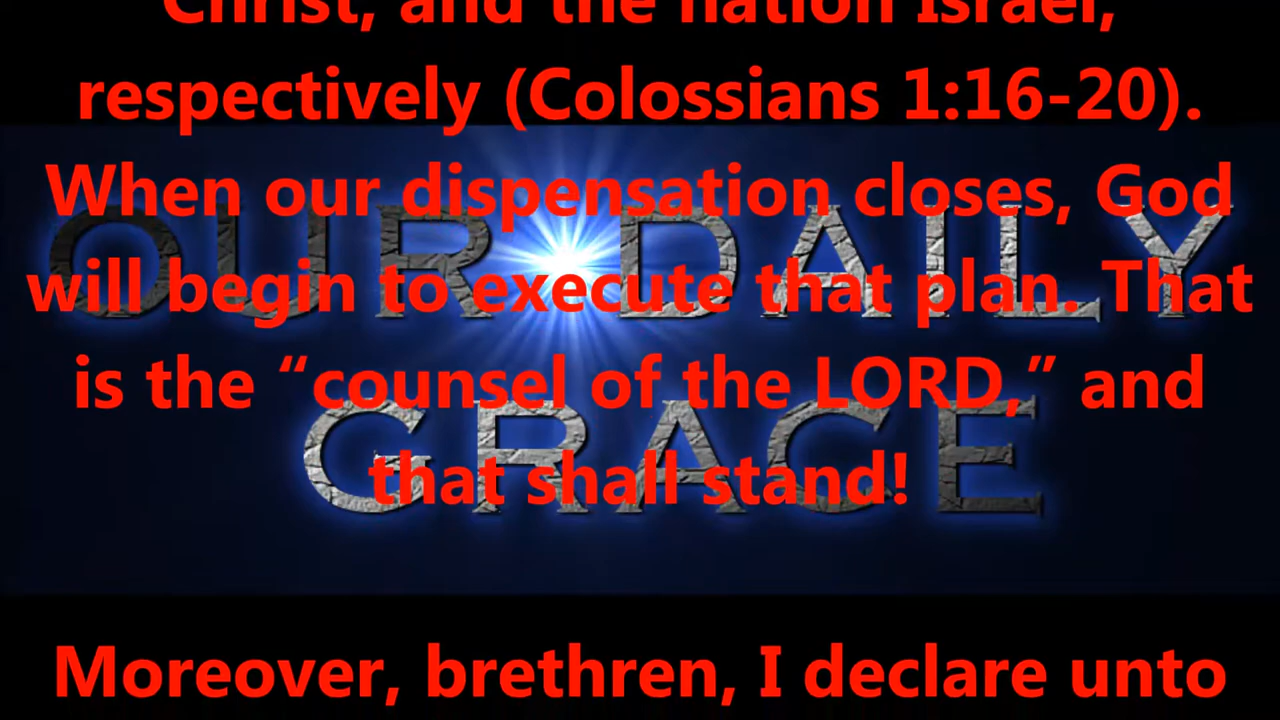 Christ, and the nation Israel,
respectively (Colossians 1:16-20).
When our dispensation closes, God
will begin to execute that plan. That
is the “counsel of the LORD,” and
that shall stand!
Moreover, brethren, I declare unto
OUR DAILY
GRACE